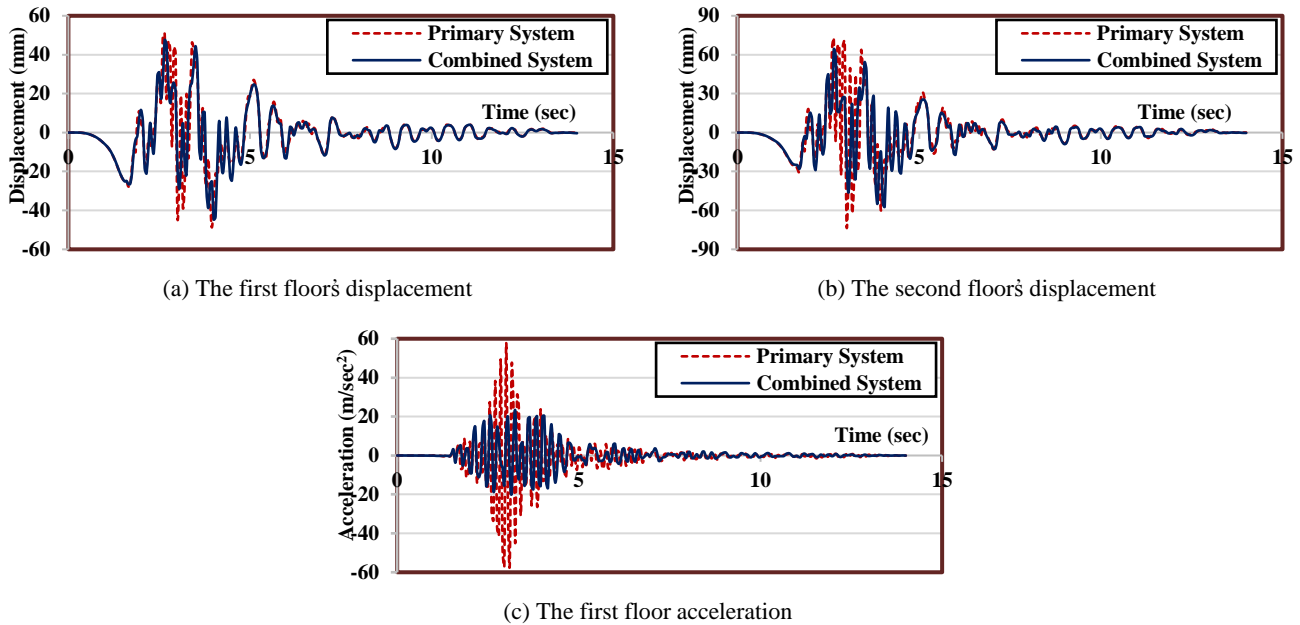 60
40
20
0
-20
-40
-60
0
5
10
15
Displacement (mm)
Time (sec)
Primary System
Combined System
(a) The first floor's displacement
90
60
30
0
-30
-60
-90
0
5
10
15
Displacement (mm)
Time (sec)
Primary System
Combined System
(b) The second floor's displacement
60
40
20
0
-20
-40
-60
0
5
10
15
Acceleration (m/sec²)
Time (sec)
Primary System
Combined System
(c) The first floor acceleration